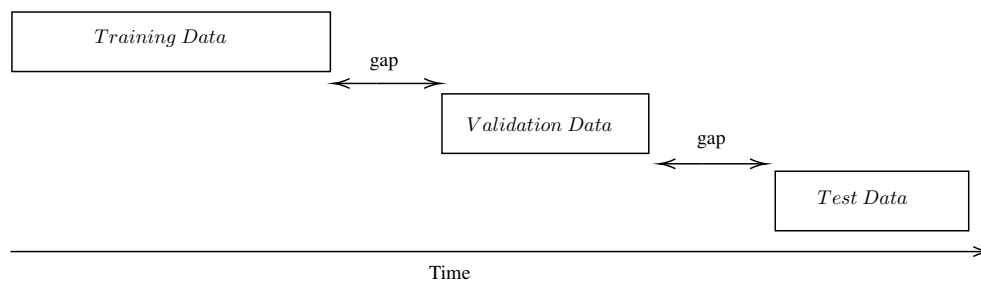 Training Data
gap
Validation Data
gap
Test Data
Time